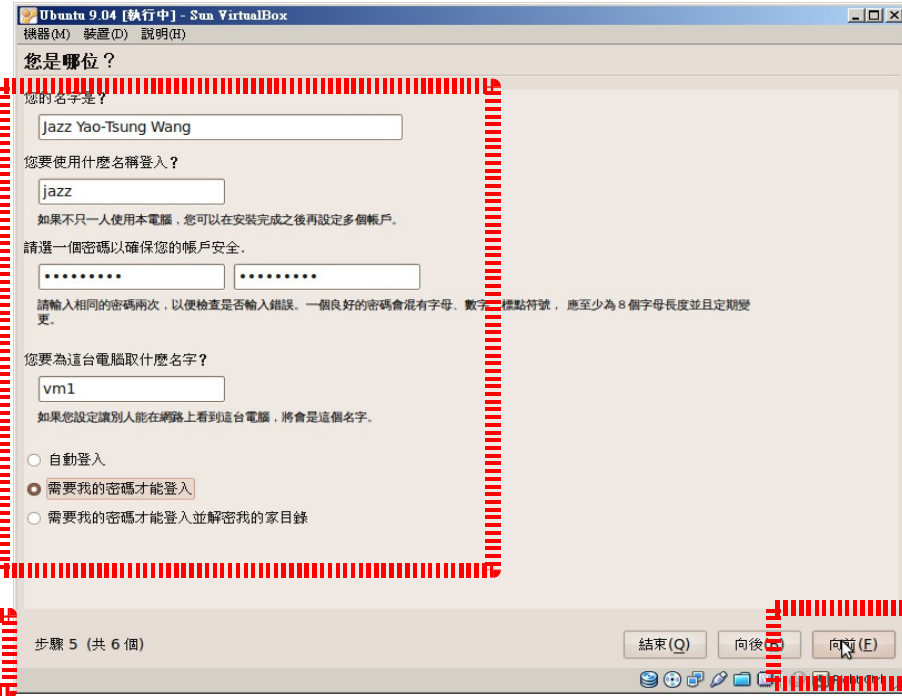 Ubuntu 9.04 [執行中] - Sun VirtualBox
機器(M) 裝置(D) 說明(H)
您是哪位？
您的名字是？
Jazz Yao-Tsung Wang
您要使用什麼名稱登入？
jazz
如果不只一人使用本電腦，您可以在安裝完成之後再設定多個帳戶。
請選一個密碼以確保您的帳戶安全.
••••••••• •••••••••
請輸入相同的密碼兩次，以便檢查是否輸入錯誤。一個良好的密碼會混有字母、數字 標點符號， 應至少為 8 個字母長度並且定期變
更。
您要為這台電腦取什麼名字？
vm1
如果您設定讓別人能在網路上看到這台電腦，將會是這個名字。
自動登入
需要我的密碼才能登入
需要我的密碼才能登入並解密我的家目錄
步驟 5 (共 6 個)
結束(Q) 向後 向前(F)